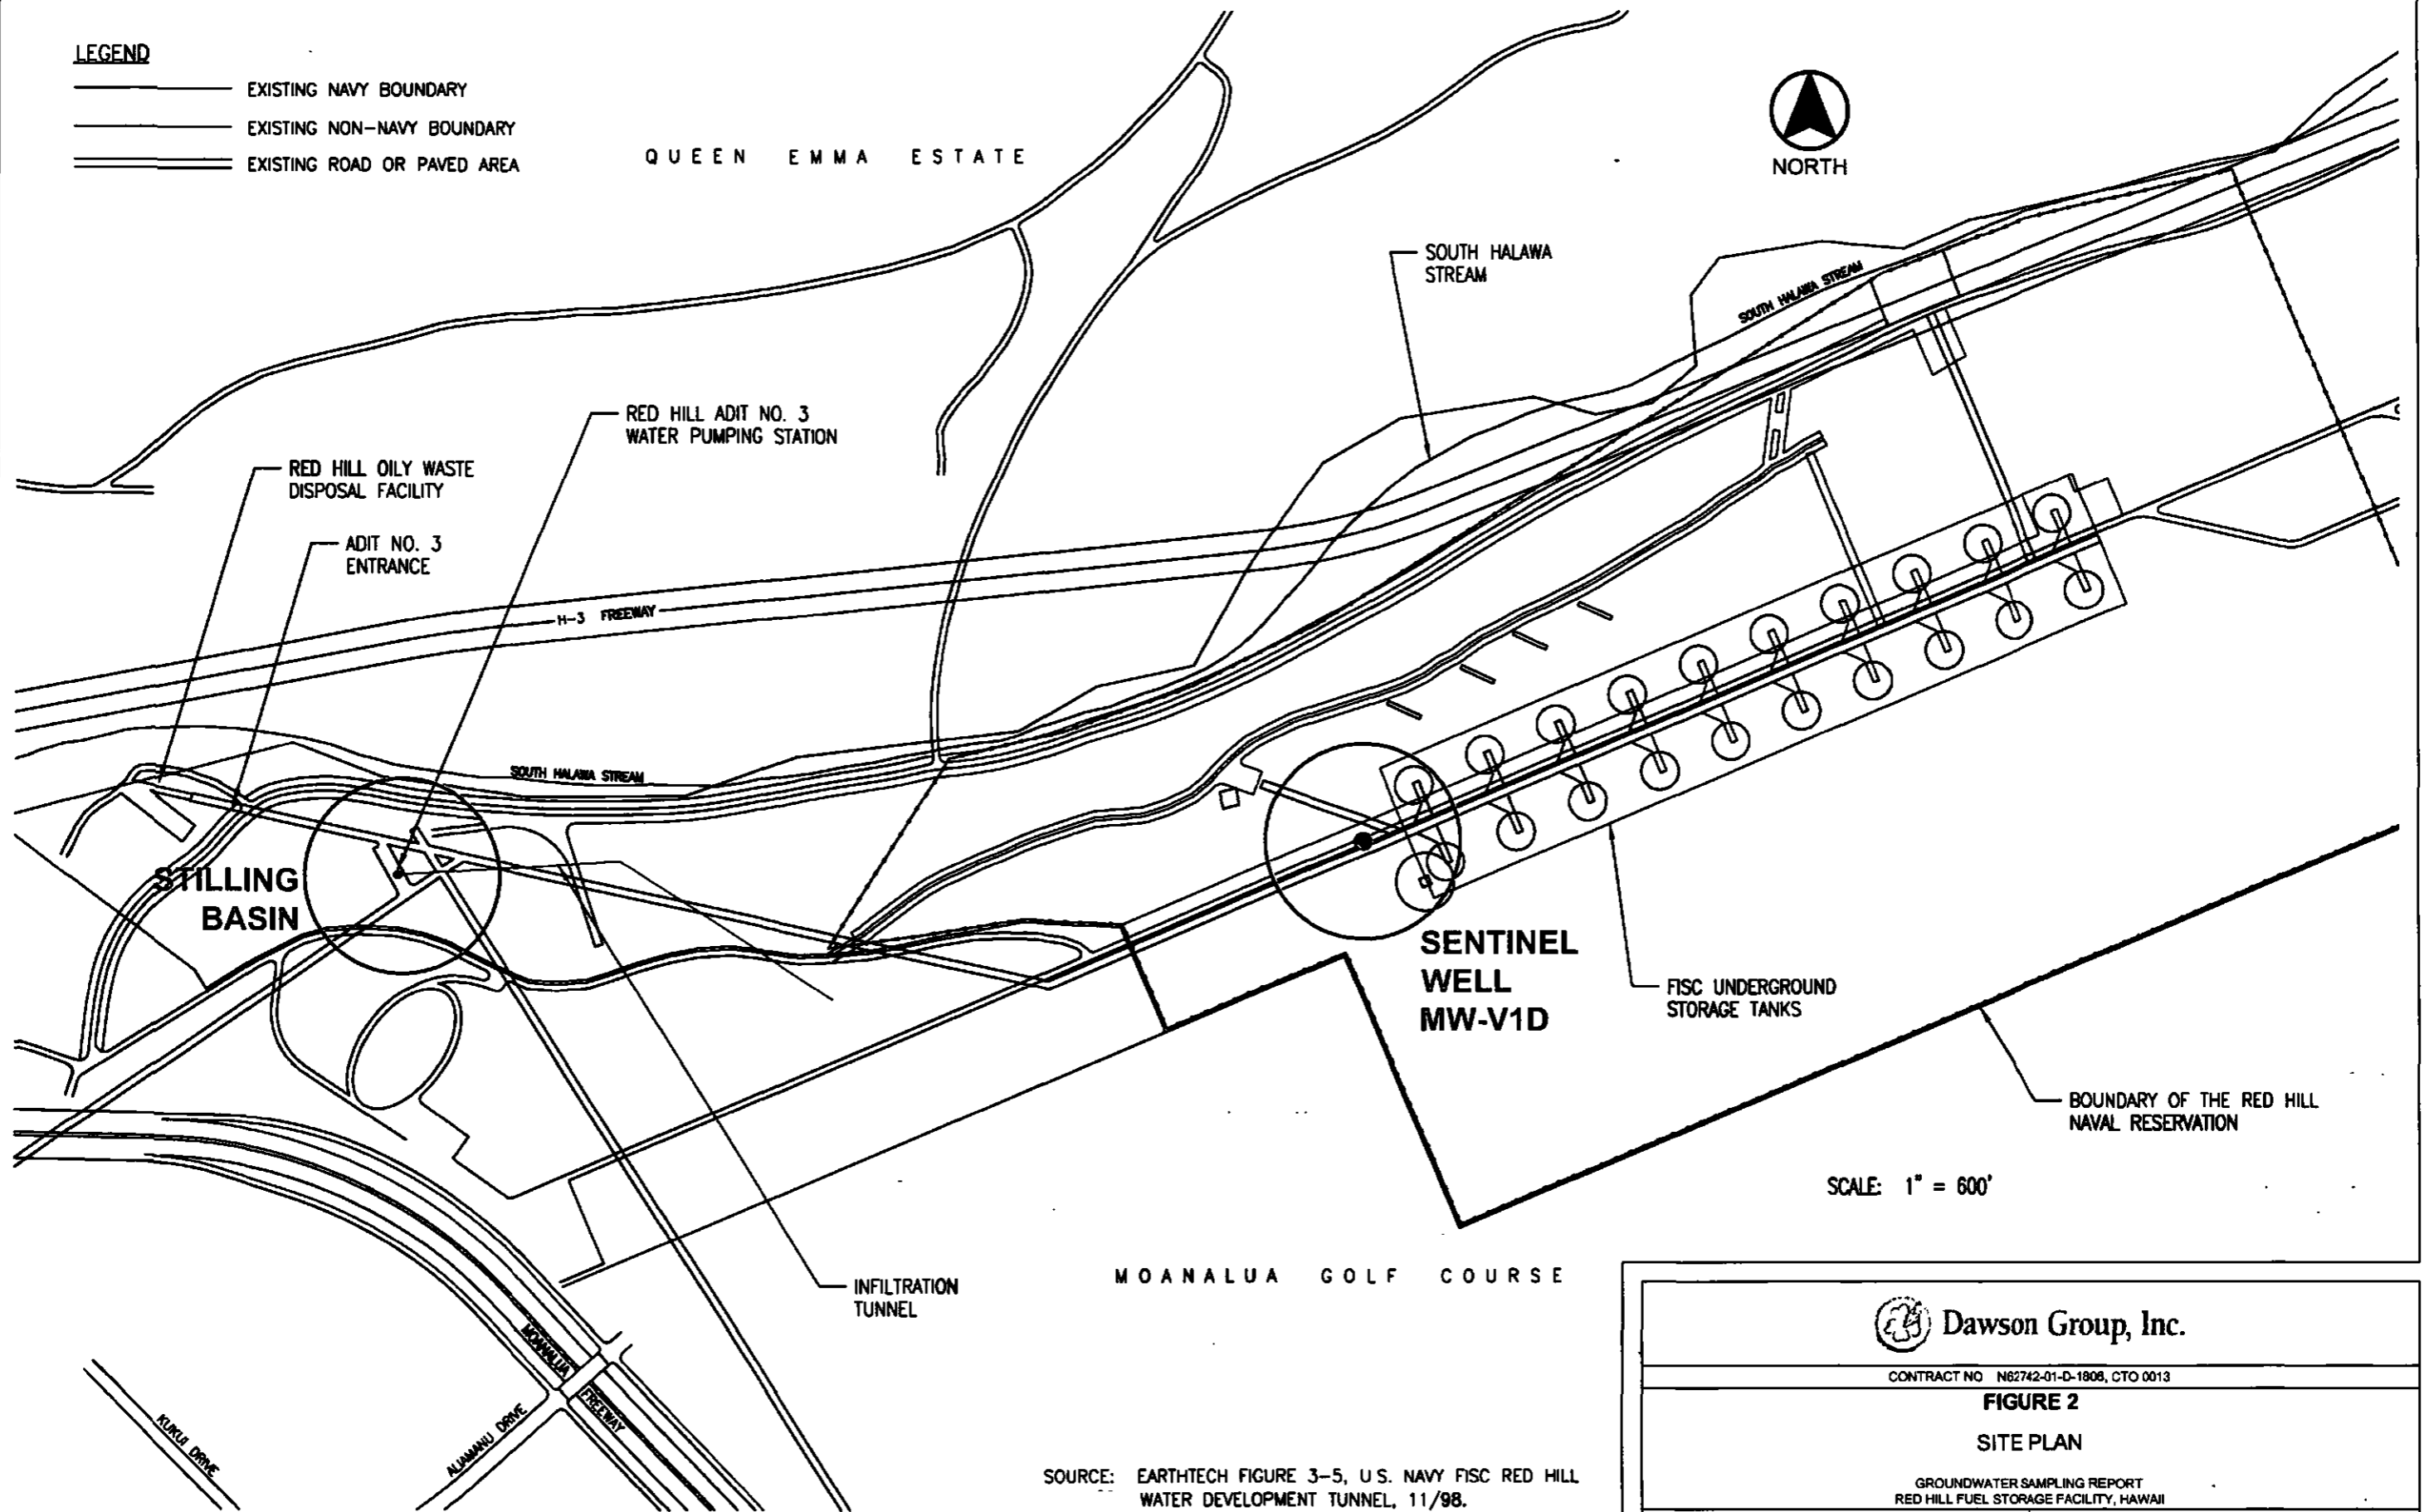 LEGEND
EXISTING NAVY BOUNDARY
EXISTING NON-NAVY BOUNDARY
EXISTING ROAD OR PAVED AREA
QUEEN EMMA ESTATE
NORTH
SOUTH HALAWA
STREAM
SOUTH HALAWA STREAM
RED HILL ADIT NO. 3
WATER PUMPING STATION
RED HILL OILY WASTE
DISPOSAL FACILITY
ADIT NO. 3
ENTRANCE
H-3 FREEWAY
SOUTH HALAWA STREAM
STILLING
BASIN
SENTINEL
WELL
MW-V1D
FISC UNDERGROUND
STORAGE TANKS
BOUNDARY OF THE RED HILL
NAVAL RESERVATION
SCALE: 1" = 600'
INFILTRATION
TUNNEL
MOANALUA GOLF COURSE
MOANALUA
FREEWAY
KUKUI DRIVE
ALIAMANU DRIVE
SOURCE: EARTHTECH FIGURE 3-5, U S. NAVY FISC RED HILL
WATER DEVELOPMENT TUNNEL, 11/98.
Dawson Group, Inc.
CONTRACT NO N62742-01-D-1806, CTO 0013
FIGURE 2
SITE PLAN
GROUNDWATER SAMPLING REPORT
RED HILL FUEL STORAGE FACILITY, HAWAII